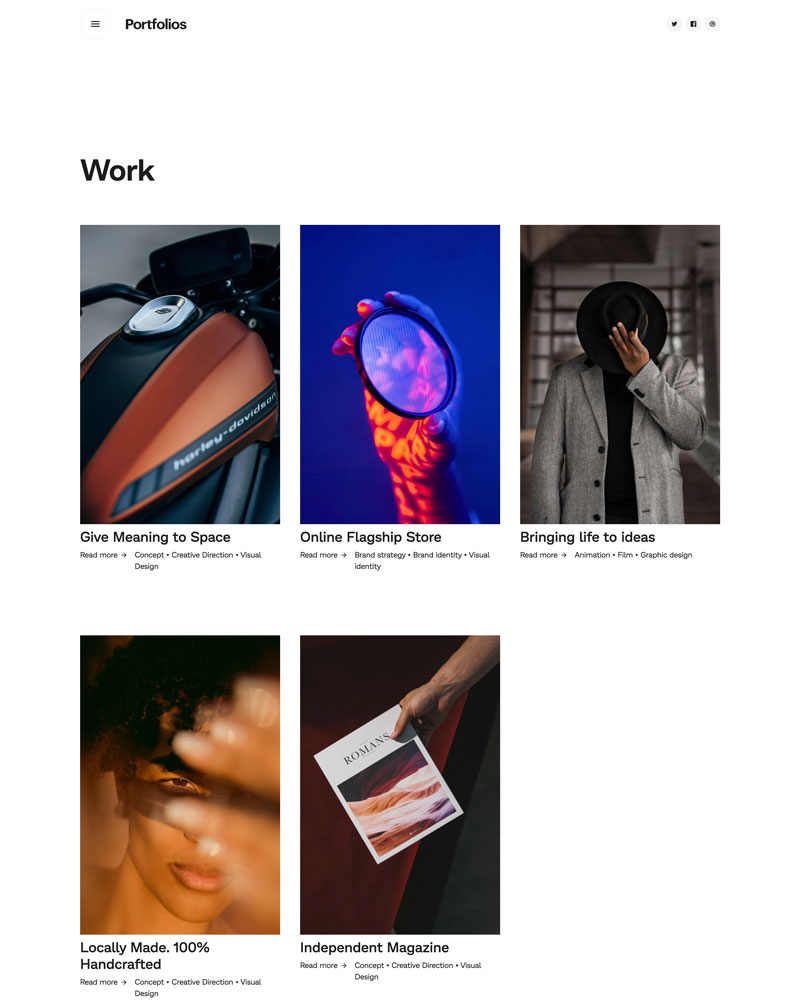 Portfolios
Work
harley-davidson
Give Meaning to Space
Read more → Concept • Creative Direction • Visual
Design
Online Flagship Store
Read more → Brand strategy • Brand identity • Visual
identity
Bringing life to ideas
Read more → Animation • Film • Graphic design
ROMANS
Locally Made. 100%
Handcrafted
Read more → Concept • Creative Direction • Visual
Design
Independent Magazine
Read more → Concept • Creative Direction • Visual
Design